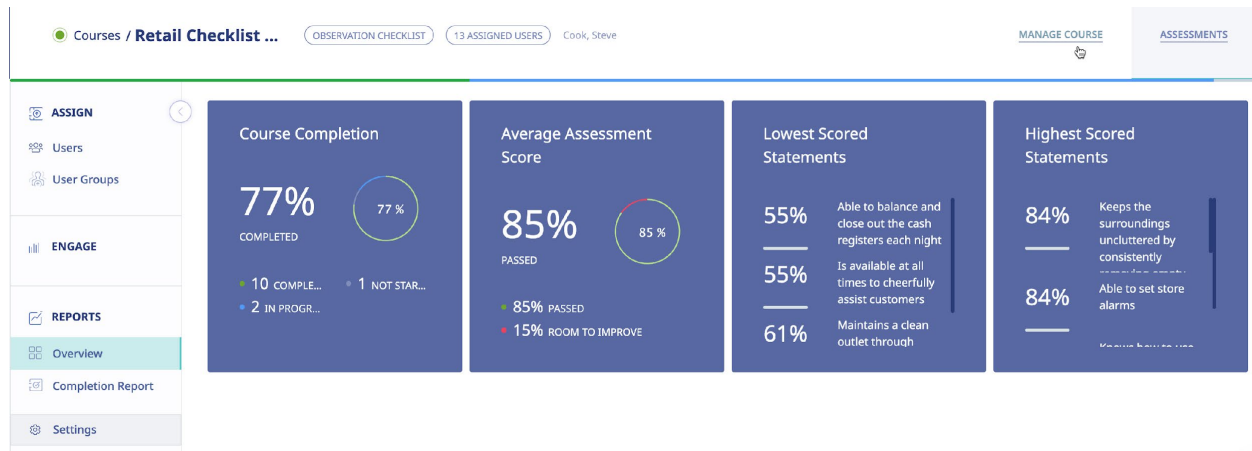 Courses / Retail Checklist ...
OBSERVATION CHECKLIST
13 ASSIGNED USERS
Cook, Steve
MANAGE COURSE
ASSESSMENTS
ASSIGN
Users
User Groups
ENGAGE
REPORTS
Overview
Completion Report
Settings
Course Completion
77%
COMPLETED
77 %
10 COMPLE...
1 NOT STAR...
2 IN PROGR...
Average Assessment
Score
85%
PASSED
85 %
85% PASSED
15% ROOM TO IMPROVE
Lowest Scored
Statements
55%
Able to balance and
close out the cash
registers each night
55%
Is available at all
times to cheerfully
assist customers
61%
Maintains a clean
outlet through
Highest Scored
Statements
84%
Keeps the
surroundings
uncluttered by
consistently
84%
Able to set store
alarms